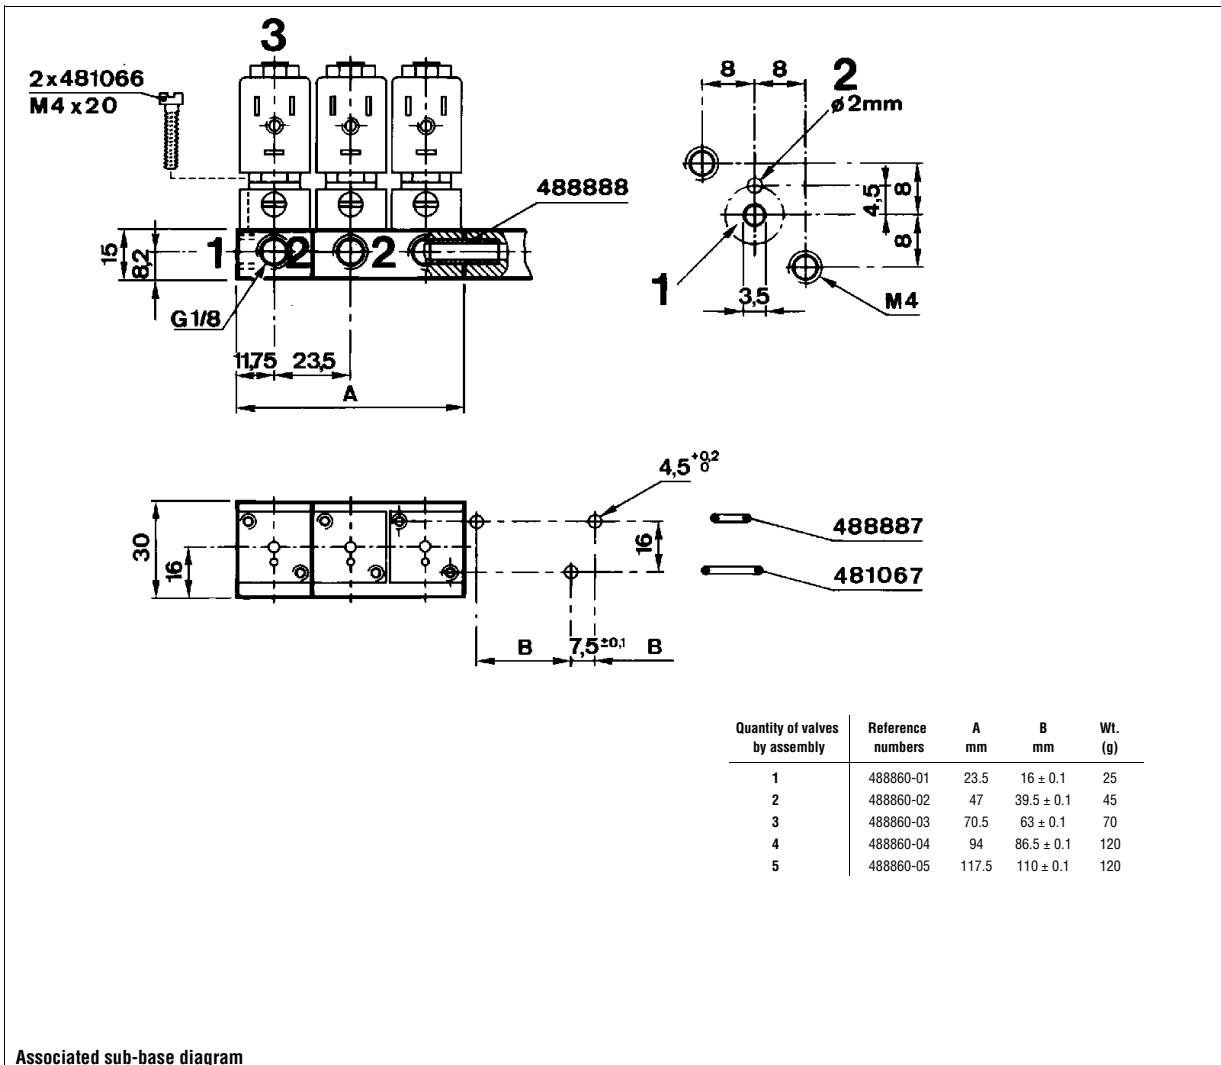 3
2x481066
M4x20
488888
1
2
2
15
8,2
G1/8
11,75
23,5
A
8
8
2
ø2mm
4,5
8
8
1
3,5
M4
4,5 +0,2 0
30
16
16
488887
481067
B
7,5 ±0,1
B
Quantity of valves by assembly Reference numbers A mm B mm Wt. (g)
1 488860-01 23.5 16 ± 0.1 25
2 488860-02 47 39.5 ± 0.1 45
3 488860-03 70.5 63 ± 0.1 70
4 488860-04 94 86.5 ± 0.1 120
5 488860-05 117.5 110 ± 0.1 120
Associated sub-base diagram